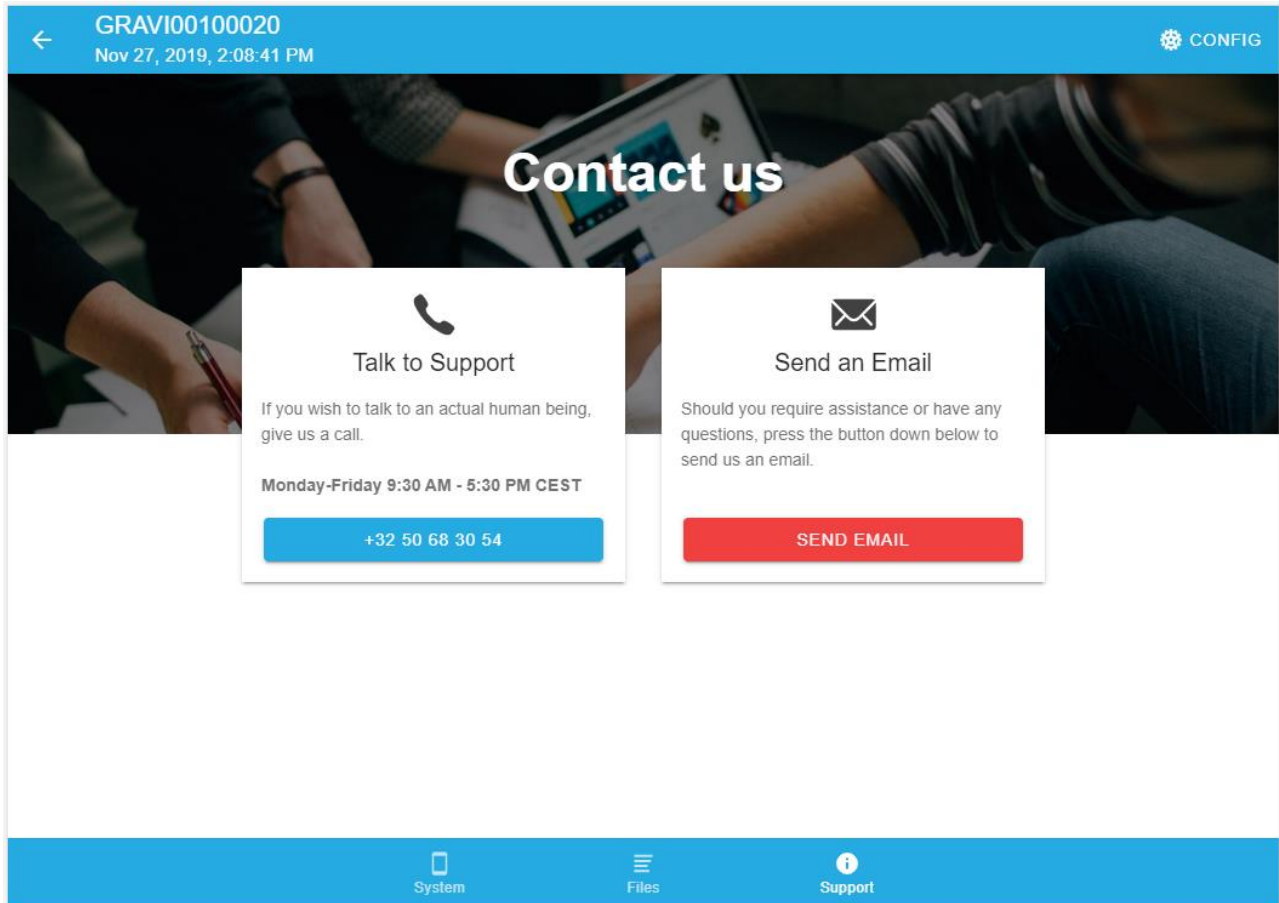 GRAVI00100020
Nov 27, 2019, 2:08:41 PM
CONFIG
Contact us
Talk to Support
If you wish to talk to an actual human being,
give us a call.
Monday-Friday 9:30 AM - 5:30 PM CEST
+32 50 68 30 54
Send an Email
Should you require assistance or have any
questions, press the button down below to
send us an email.
SEND EMAIL
System
Files
Support